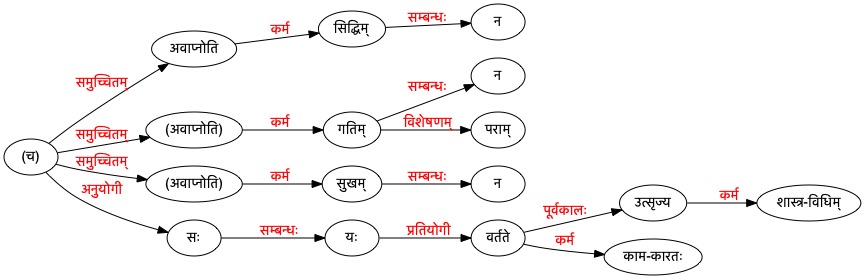 न
सम्बन्धः
सिद्धिम्
कर्म
अवाप्नोति
समुच्चितम्
सम्बन्धः
न
समुच्चितम्
(अवाप्नोति)
कर्म
गतिम्
विशेषणम्
पराम्
(च)
समुच्चितम्
(अवाप्नोति)
कर्म
सुखम्
सम्बन्धः
न
अनुयोगी
सः
सम्बन्धः
यः
प्रतियोगी
वर्तते
पूर्वकालः
उत्सृज्य
कर्म
शास्त्र-विधिम्
कर्म
काम-कारतः